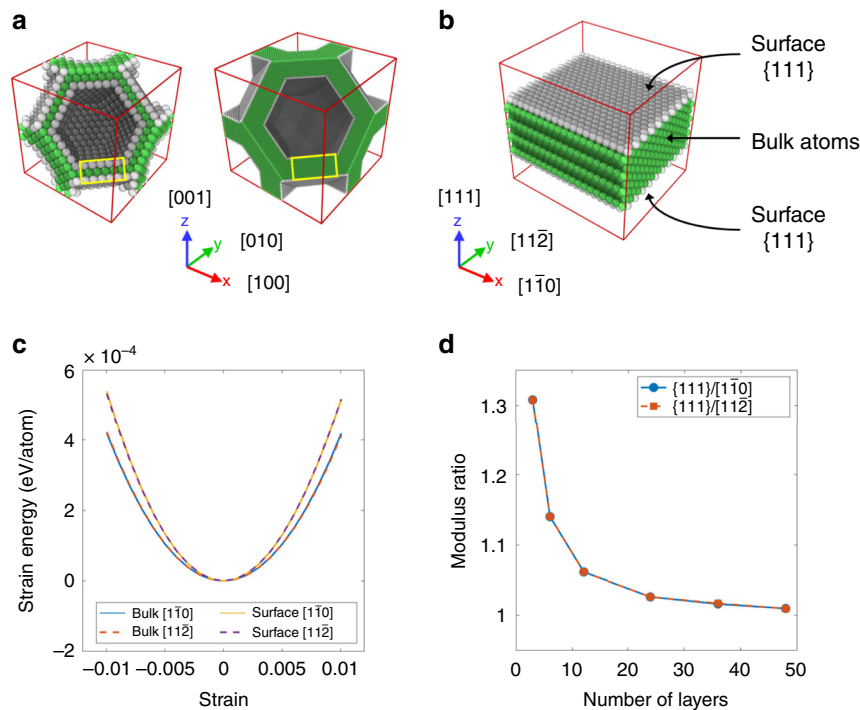 a
[001]
z
y
[010]
x
[100]
b
Surface
{111}
Bulk atoms
Surface
{111}
[111]
z
y
[112̅]
x
[11̅0]
c
× 10⁻⁴
6
4
2
0
−2
Strain energy (eV/atom)
Bulk [11̅0]
Surface [11̅0]
Bulk [112̅]
Surface [112̅]
−0.01
−0.005
0
0.005
0.01
Strain
d
{111}/[11̅0]
{111}/[112̅]
1.3
1.2
1.1
1
Modulus ratio
0
10
20
30
40
50
Number of layers